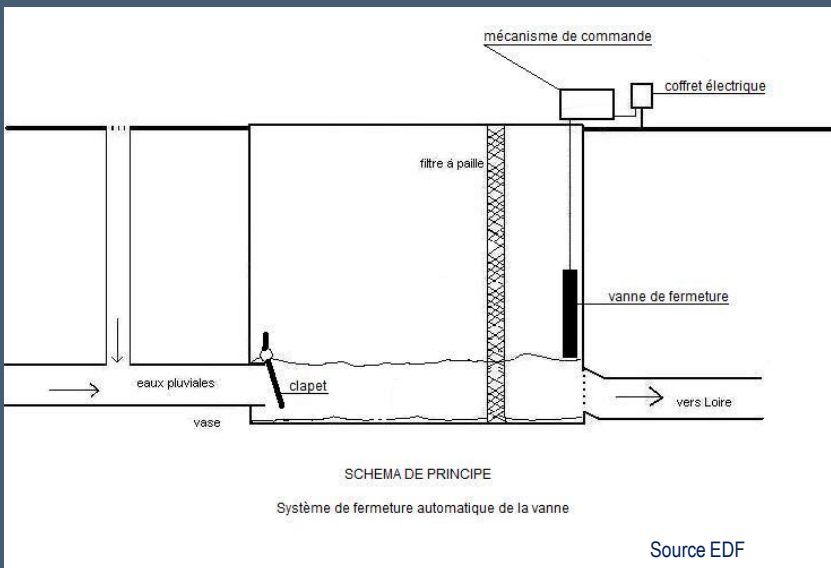 mécanisme de commande
coffret électrique
filtre à paille
vanne de fermeture
eaux pluviales
clapet
vers Loire
vase
SCHEMA DE PRINCIPE
Système de fermeture automatique de la vanne
Source EDF